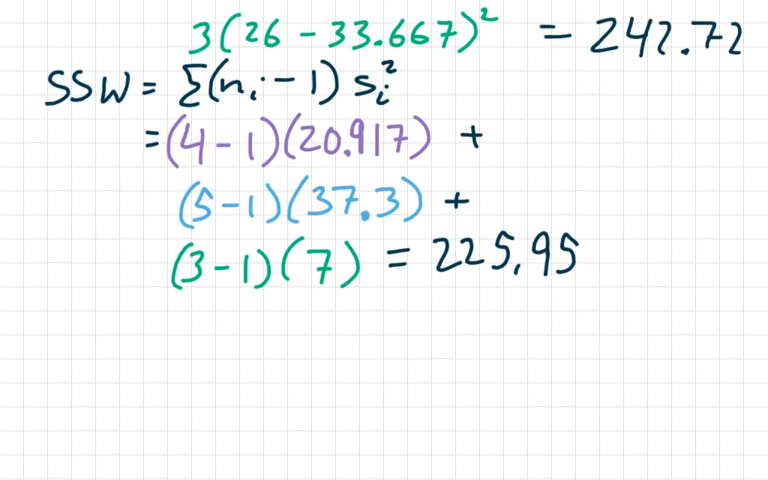 3(26 - 33.667)² = 242.72
SSW = Σ(nᵢ - 1) sᵢ²
= (4 - 1)(20.917) +
(5 - 1)(37.3) +
(3 - 1)(7) = 225.95